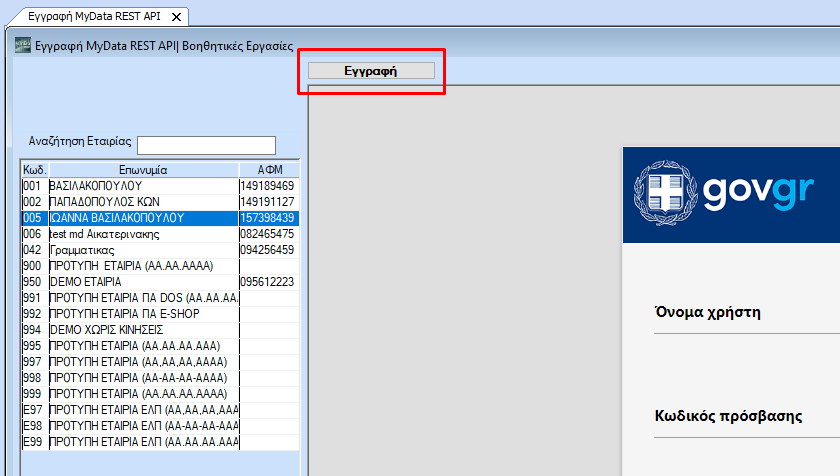 Εγγραφή MyData REST API
Εγγραφή MyData REST API| Βοηθητικές Εργασίες
Εγγραφή
Αναζήτηση Εταιρίας
Κωδ. Επωνυμία ΑΦΜ
001 ΒΑΣΙΛΑΚΟΠΟΥΛΟΥ 149189469
002 ΠΑΠΑΔΟΠΟΥΛΟΣ ΚΩΝ 149191127
005 ΙΩΑΝΝΑ ΒΑΣΙΛΑΚΟΠΟΥΛΟΥ 157398439
006 test md Αικατερινακης 082465475
042 Γραμματικας 094256459
900 ΠΡΟΤΥΠΗ ΕΤΑΙΡΙΑ (ΑΑ.ΑΑ.ΑΑΑΑ)
950 DEMO ΕΤΑΙΡΙΑ 095612223
991 ΠΡΟΤΥΠΗ ΕΤΑΙΡΙΑ ΓΙΑ DOS (ΑΑ.ΑΑ.ΑΑ
992 ΠΡΟΤΥΠΗ ΕΤΑΙΡΙΑ ΓΙΑ E-SHOP
994 DEMO ΧΩΡΙΣ ΚΙΝΗΣΕΙΣ
995 ΠΡΟΤΥΠΗ ΕΤΑΙΡΙΑ (ΑΑ.ΑΑ.ΑΑ.ΑΑΑ)
997 ΠΡΟΤΥΠΗ ΕΤΑΙΡΙΑ (ΑΑ,ΑΑ,ΑΑ,ΑΑΑΑ)
998 ΠΡΟΤΥΠΗ ΕΤΑΙΡΙΑ (ΑΑ-ΑΑ-ΑΑ-ΑΑΑΑ)
999 ΠΡΟΤΥΠΗ ΕΤΑΙΡΙΑ (ΑΑ.ΑΑ.ΑΑ.ΑΑΑΑ)
E97 ΠΡΟΤΥΠΗ ΕΤΑΙΡΙΑ ΕΛΠ (ΑΑ,ΑΑ,ΑΑ,ΑΑΑ
E98 ΠΡΟΤΥΠΗ ΕΤΑΙΡΙΑ ΕΛΠ (ΑΑ-ΑΑ-ΑΑ-ΑΑΑ
E99 ΠΡΟΤΥΠΗ ΕΤΑΙΡΙΑ ΕΛΠ (ΑΑ.ΑΑ.ΑΑ.ΑΑΑ
govgr
Όνομα χρήστη
Κωδικός πρόσβασης